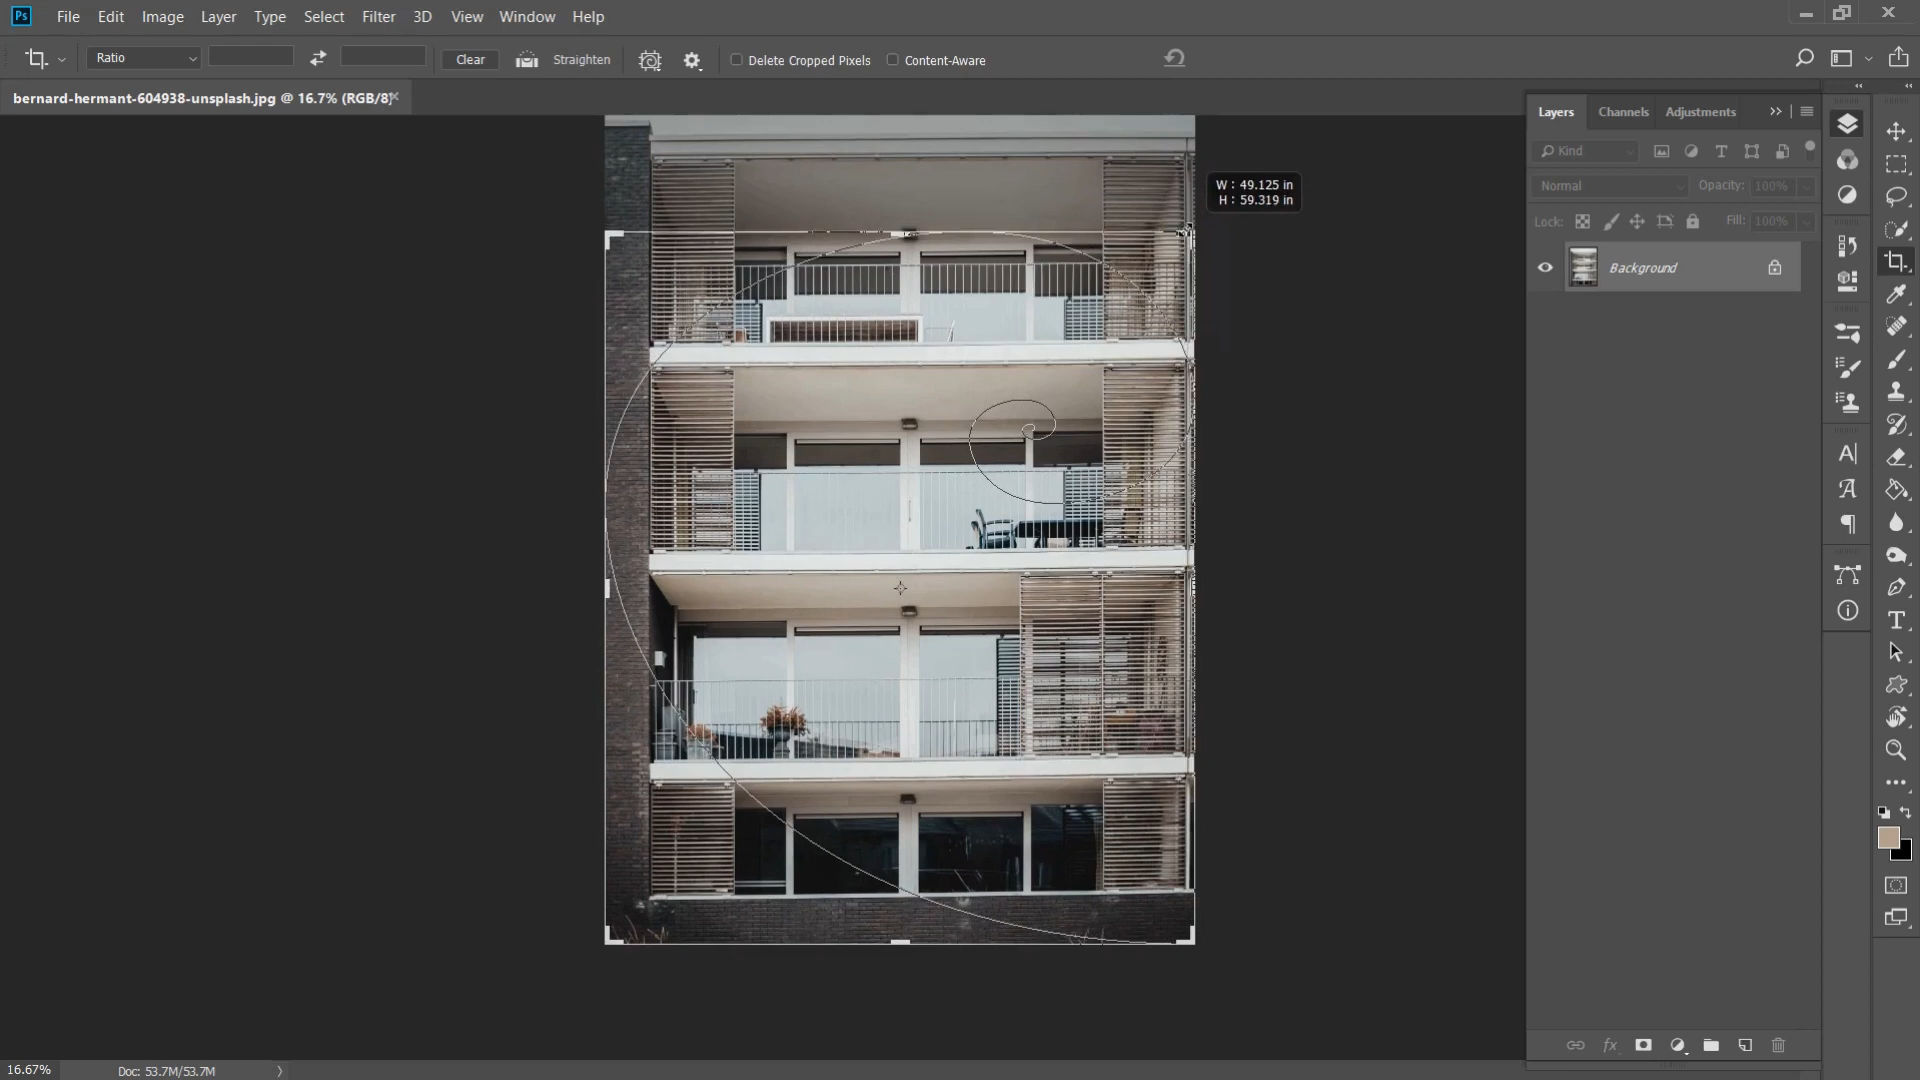 Ps File Edit Image Layer Type Select Filter 3D View Window Help
Ratio Clear Straighten Delete Cropped Pixels Content-Aware
bernard-hermant-604938-unsplash.jpg @ 16.7% (RGB/8)
Layers Channels Adjustments
Kind
Normal Opacity: 100%
W : 49.125 in
H : 59.319 in
Lock: Fill: 100%
Background
fx
16.67% Doc: 53.7M/53.7M